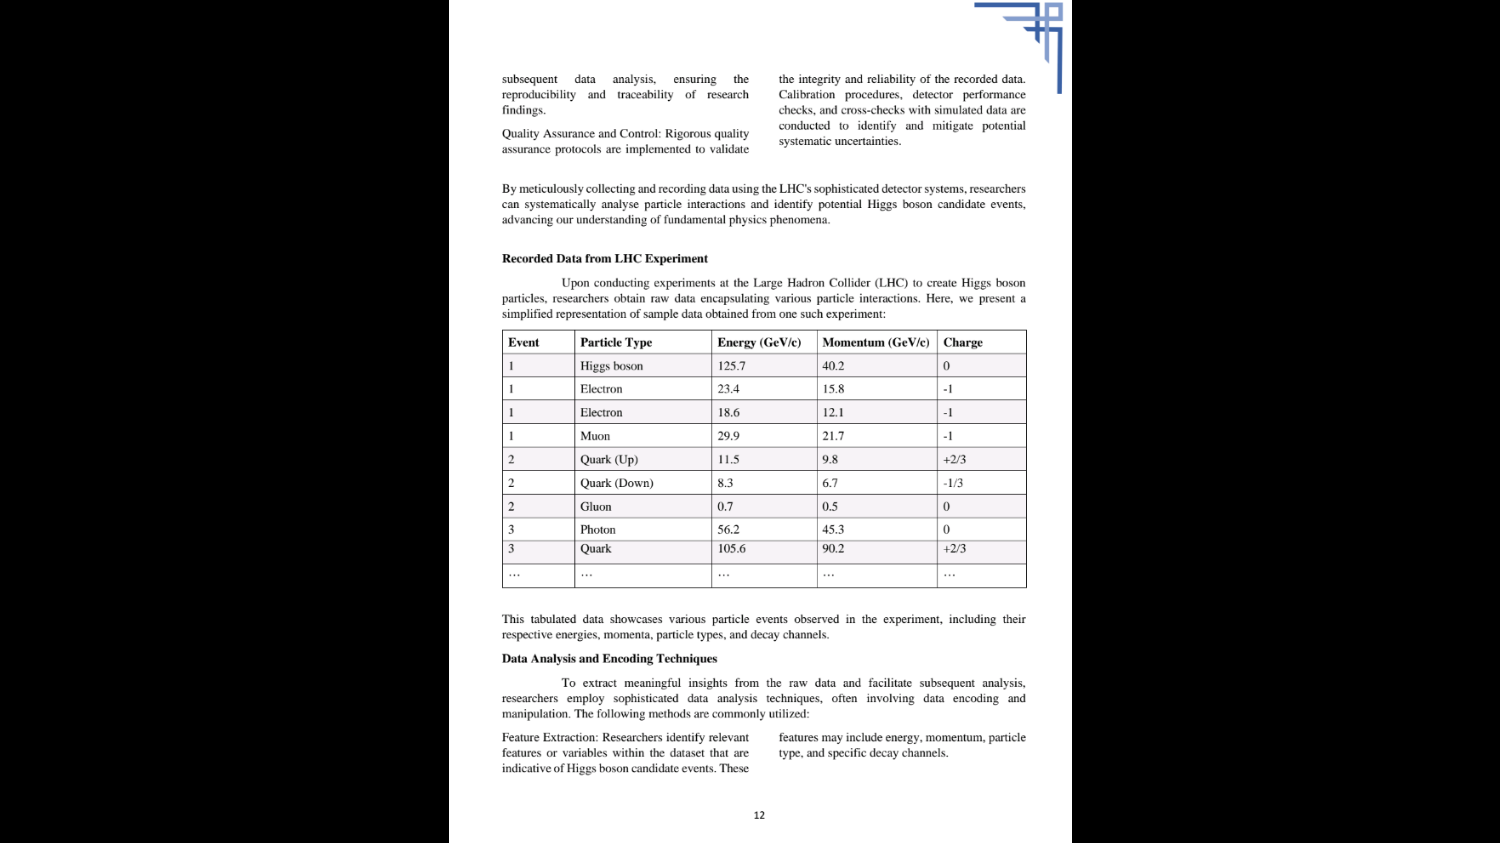 subsequent data analysis, ensuring the
reproducibility and traceability of research
findings.
Quality Assurance and Control: Rigorous quality
assurance protocols are implemented to validate
the integrity and reliability of the recorded data.
Calibration procedures, detector performance
checks, and cross-checks with simulated data are
conducted to identify and mitigate potential
systematic uncertainties.
By meticulously collecting and recording data using the LHC's sophisticated detector systems, researchers
can systematically analyse particle interactions and identify potential Higgs boson candidate events,
advancing our understanding of fundamental physics phenomena.
Recorded Data from LHC Experiment
Upon conducting experiments at the Large Hadron Collider (LHC) to create Higgs boson
particles, researchers obtain raw data encapsulating various particle interactions. Here, we present a
simplified representation of sample data obtained from one such experiment:
Event Particle Type Energy (GeV/c) Momentum (GeV/c) Charge
1 Higgs boson 125.7 40.2 0
1 Electron 23.4 15.8 -1
1 Electron 18.6 12.1 -1
1 Muon 29.9 21.7 -1
2 Quark (Up) 11.5 9.8 +2/3
2 Quark (Down) 8.3 6.7 -1/3
2 Gluon 0.7 0.5 0
3 Photon 56.2 45.3 0
3 Quark 105.6 90.2 +2/3
… … … … …
This tabulated data showcases various particle events observed in the experiment, including their
respective energies, momenta, particle types, and decay channels.
Data Analysis and Encoding Techniques
To extract meaningful insights from the raw data and facilitate subsequent analysis,
researchers employ sophisticated data analysis techniques, often involving data encoding and
manipulation. The following methods are commonly utilized:
Feature Extraction: Researchers identify relevant
features or variables within the dataset that are
indicative of Higgs boson candidate events. These
features may include energy, momentum, particle
type, and specific decay channels.
12